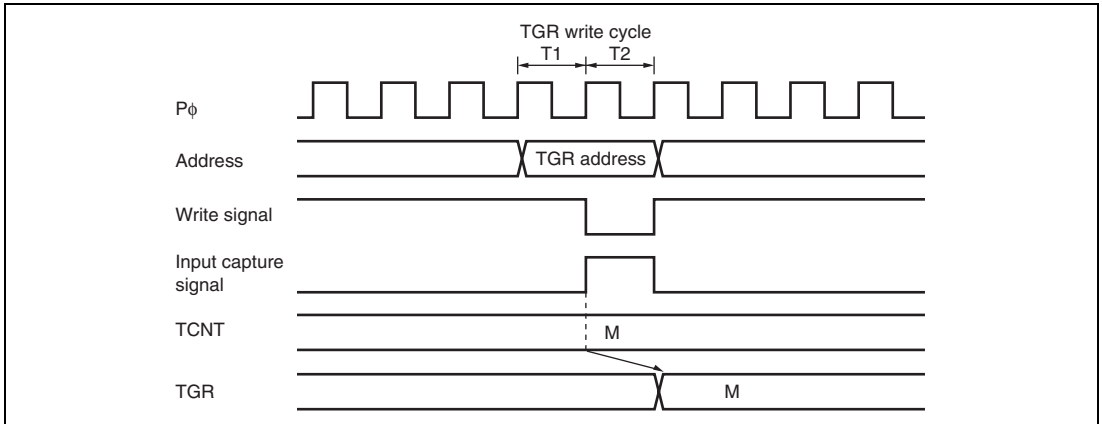 TGR write cycle
T1 T2
Pϕ
Address
TGR address
Write signal
Input capture
signal
TCNT
M
TGR
M